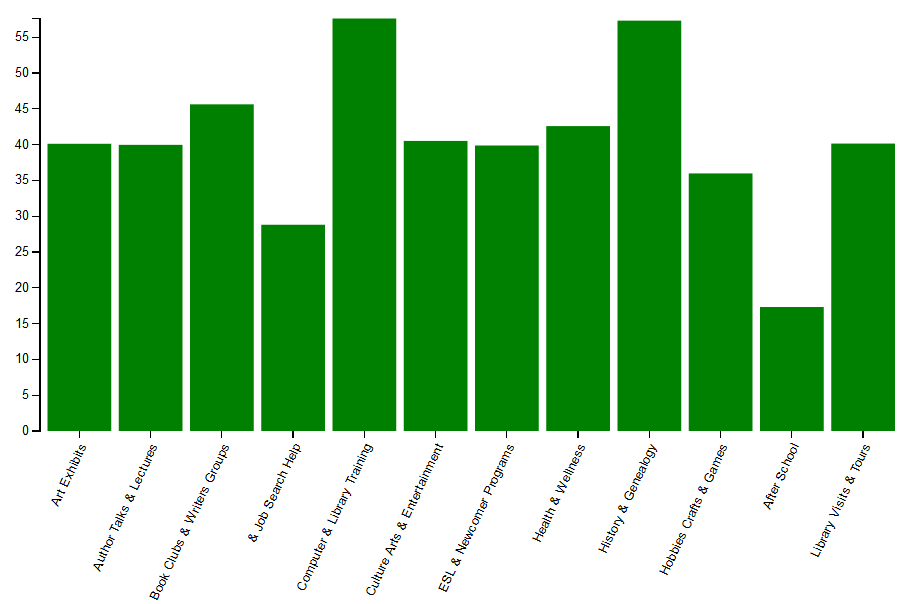 55
50
45
40
35
30
25
20
15
10
5
0
Art Exhibits
Author Talks & Lectures
Book Clubs & Writers Groups
& Job Search Help
Computer & Library Training
Culture Arts & Entertainment
ESL & Newcomer Programs
Health & Wellness
History & Genealogy
Hobbies Crafts & Games
After School
Library Visits & Tours